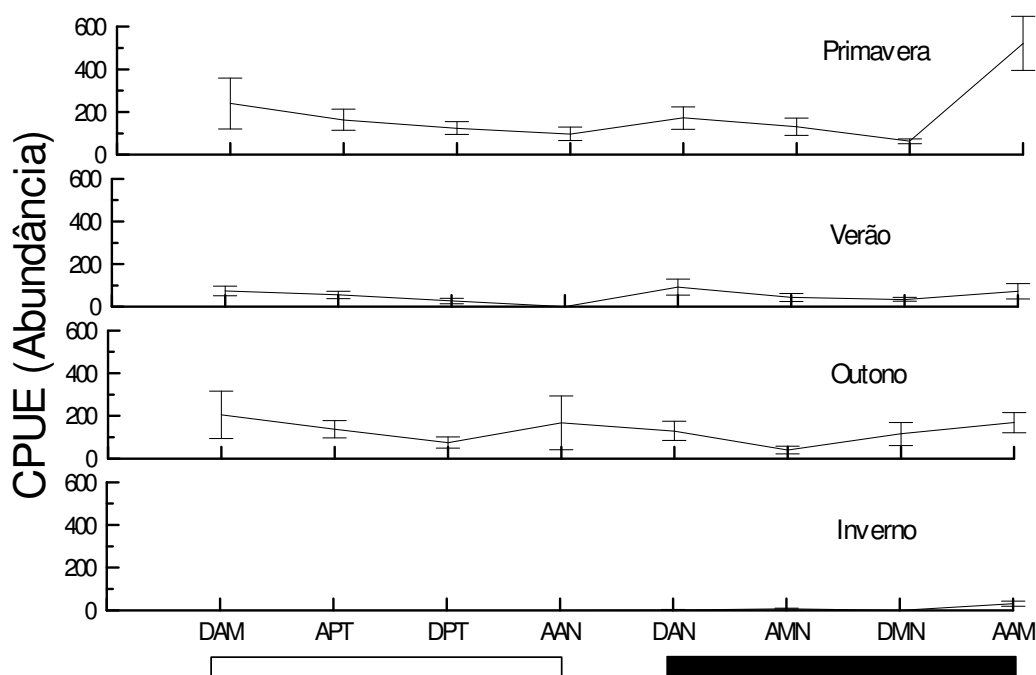 CPUE (Abundância)
600
400
200
0
Primavera
600
400
200
0
Verão
600
400
200
0
Outono
600
400
200
0
Inverno
DAM APT DPT AAN DAN AMN DMN AAM